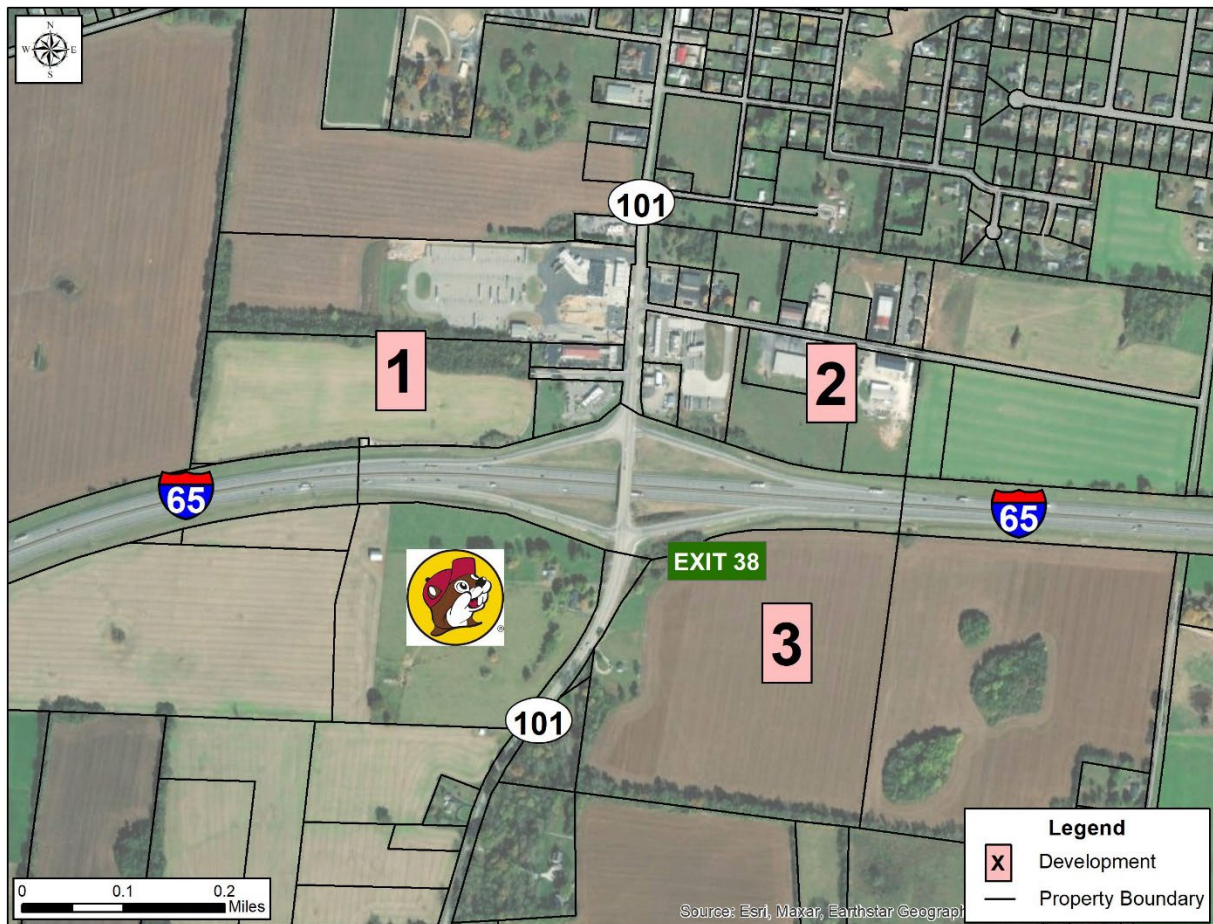 N
W E
S
101
1
2
65
65
EXIT 38
®
3
101
Legend
X Development
Property Boundary
0 0.1 0.2
Miles
Source: Esri, Maxar, Earthstar Geograph